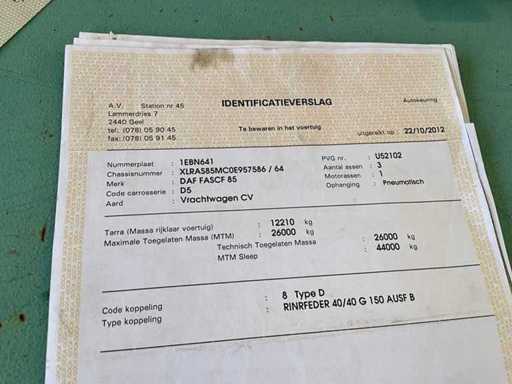 A.V. Station nr 45
Lammerdries 7
2440 Geel
tel: (078) 05 90 45
fax: (078) 05 91 45
IDENTIFICATIEVERSLAG
Te bewaren in het voertuig
Autokeuring
uitgereikt op : 22/10/2012
Nummerplaat : 1EBN641
Chassisnummer : XLRAS85MC0E957586 / 64
Merk : DAF FASCF 85
Code carrosserie : D5
Aard : Vrachtwagen CV
PVG nr. : U52102
Aantal assen : 3
Motorassen : 1
Ophanging : Pneumatisch
Tarra (Massa rijklaar voertuig) : 12210 kg
Maximale Toegelaten Massa (MTM) : 26000 kg
Technisch Toegelaten Massa : 26000 kg
MTM Sleep : 44000 kg
Code koppeling : 8 Type D
Type koppeling : RINRFEDER 40/40 G 150 AUSF B